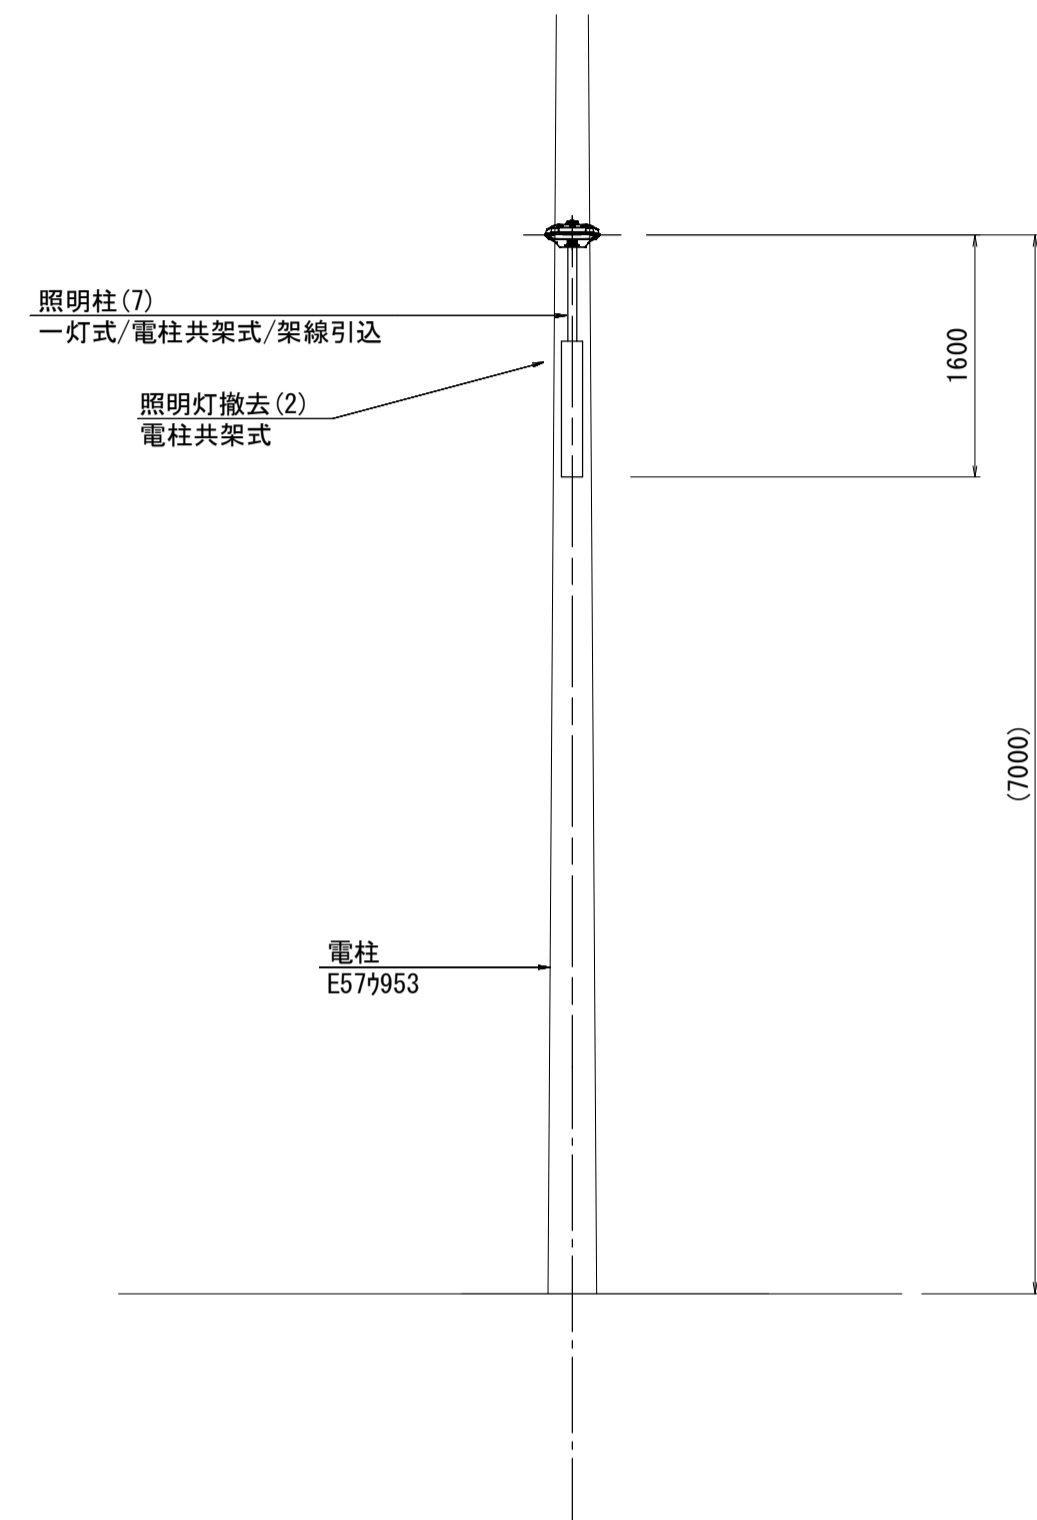 照明柱(7)
一灯式/電柱共架式/架線引込
1600
照明灯撤去(2)
電柱共架式
(7000)
電柱
E57ｳ953